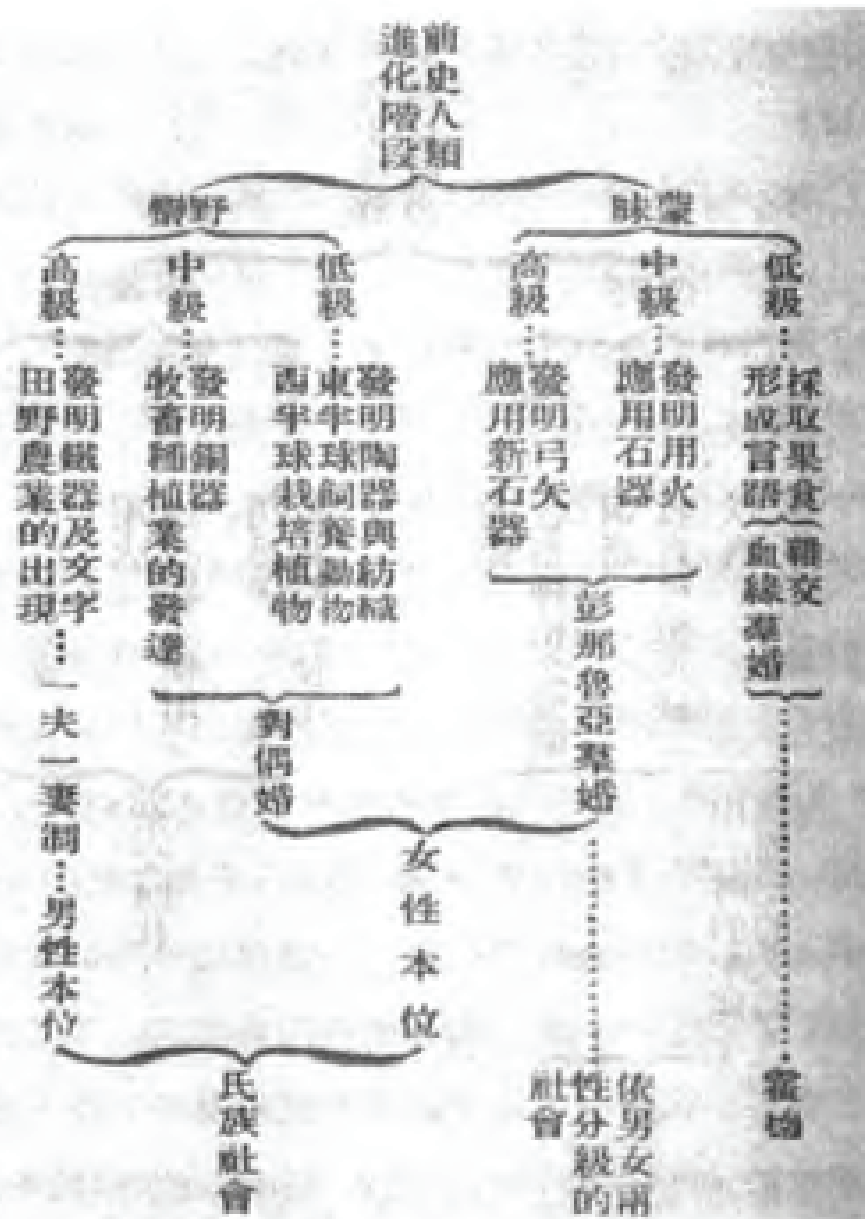 前史人類
進化階段
蒙昧
低級
採取果食
形成言語
雜交
血緣羣婚
中級
發明用火
應用石器
高級
發明弓矢
應用新石器
彭那魯亞羣婚
依男女兩
性分級的
社會
野蠻
低級
發明陶器與紡織
東半球飼養動物
西半球栽培植物
中級
發明銅器
牧畜種植業的發達
對偶婚
女性本位
高級
發明鐵器及文字
田野農業的出現
一夫一妻
男性本位
氏族社會